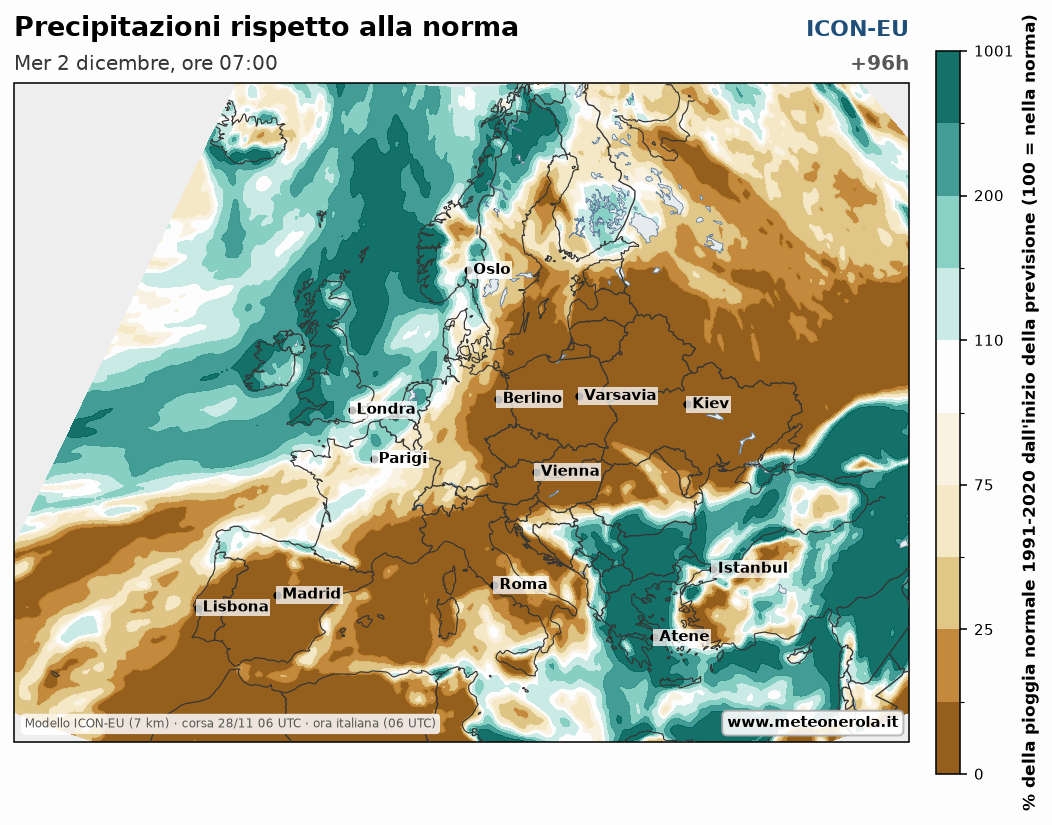 Precipitazioni rispetto alla norma
ICON-EU
Mer 2 dicembre, ore 07:00
+96h
Oslo
Londra
Berlino
Varsavia
Kiev
Parigi
Vienna
Istanbul
Roma
Madrid
Lisbona
Atene
Modello ICON-EU (7 km) · corsa 28/11 06 UTC · ora italiana (06 UTC)
www.meteonerola.it
1001
200
110
75
25
0
% della pioggia normale 1991-2020 dall'inizio della previsione (100 = nella norma)